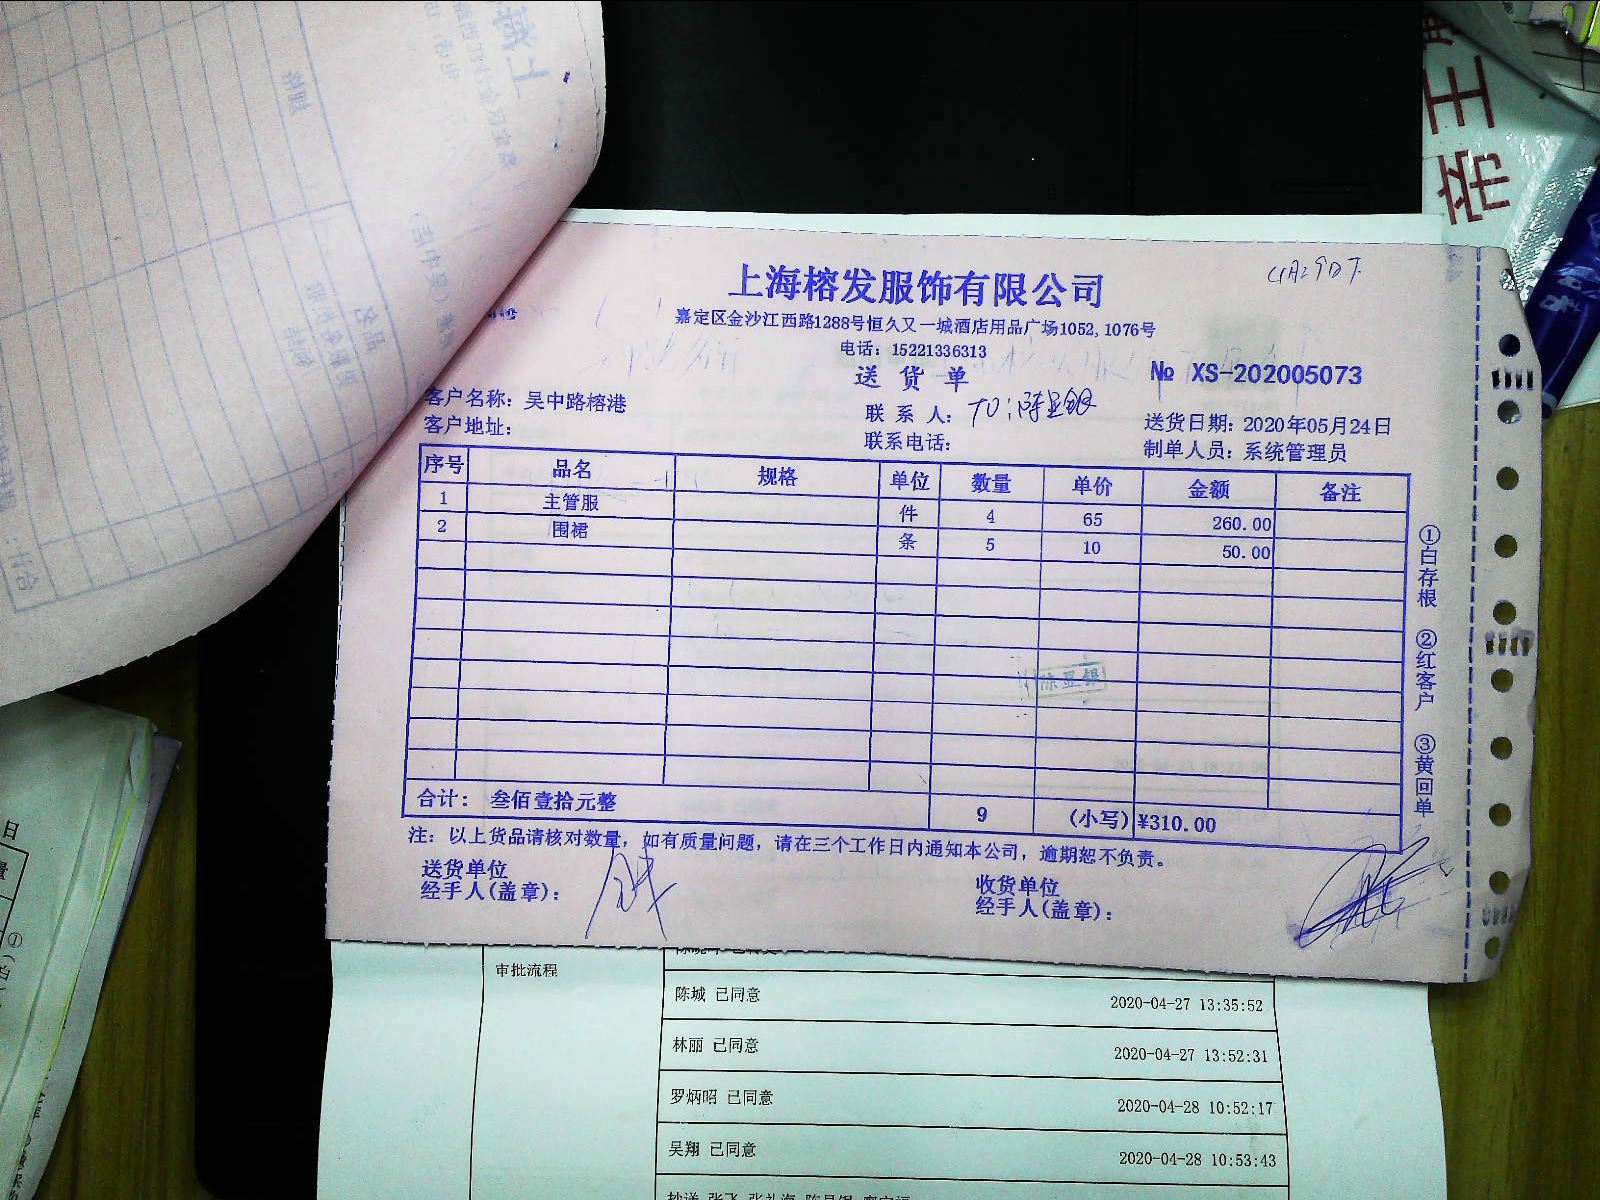 帝王
上海榕发服饰有限公司
嘉定区金沙江西路1288号恒久又一城酒店用品广场1052,1076号
电话：15221336313
送货单
№ XS-202005073
客户名称：吴中路榕港
联系人：TO：陈显银
送货日期：2020年05月24日
客户地址：
联系电话：
制单人员：系统管理员
序号 品名 规格 单位 数量 单价 金额 备注
1 主管服 件 4 65 260.00
2 围裙 条 5 10 50.00
陈显银
合计： 叁佰壹拾元整 9 (小写) ¥310.00
注：以上货品请核对数量，如有质量问题，请在三个工作日内通知本公司，逾期恕不负责。
送货单位
经手人(盖章)：
收货单位
经手人(盖章)：
①白存根 ②红客户 ③黄回单
审批流程
陈城 已同意 2020-04-27 13:35:52
林丽 已同意 2020-04-27 13:52:31
罗炳昭 已同意 2020-04-28 10:52:17
吴翔 已同意 2020-04-28 10:53:43